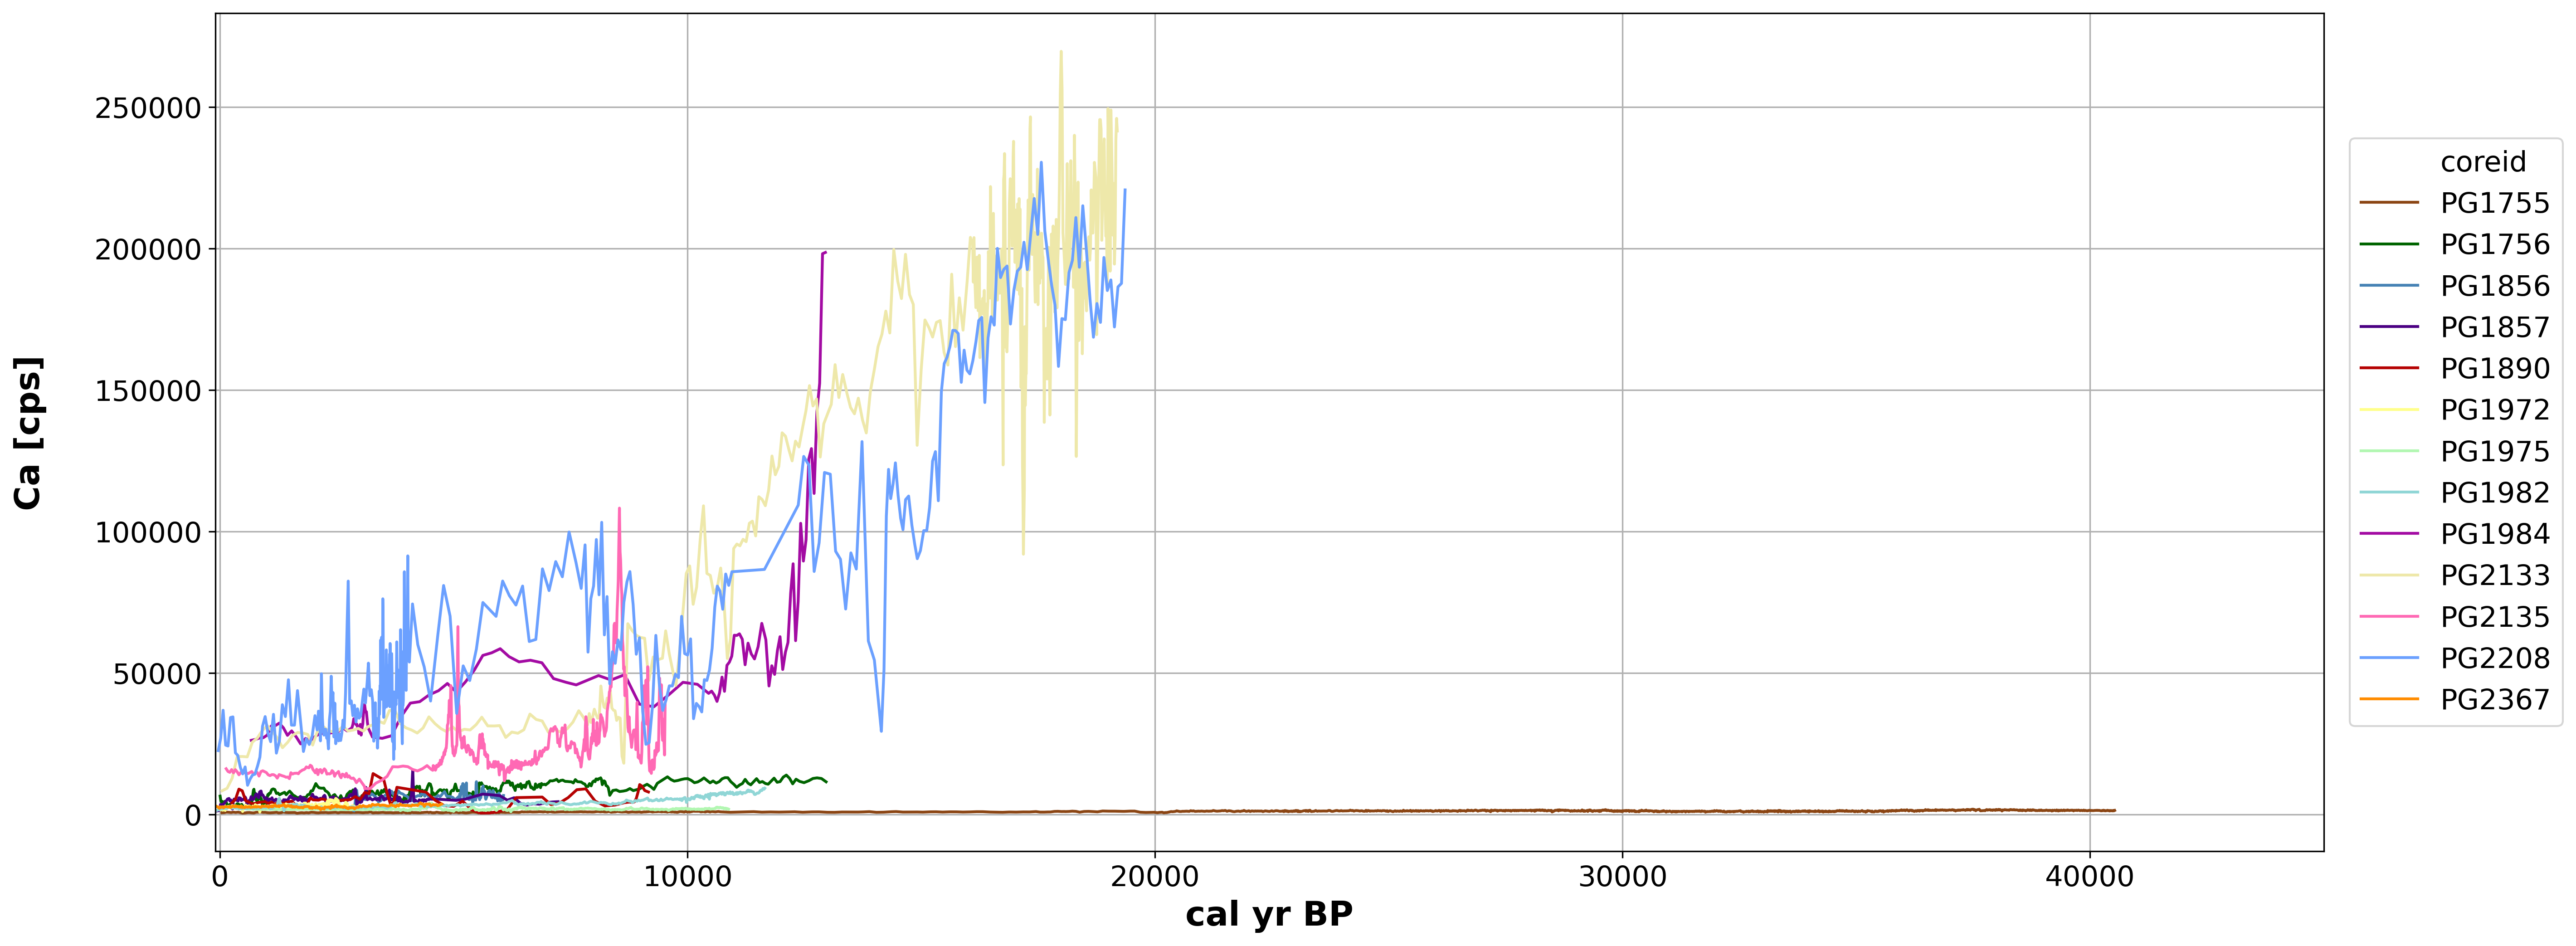 250000
200000
150000
100000
50000
0
Ca [cps]
0 10000 20000 30000 40000
cal yr BP
coreid
PG1755
PG1756
PG1856
PG1857
PG1890
PG1972
PG1975
PG1982
PG1984
PG2133
PG2135
PG2208
PG2367